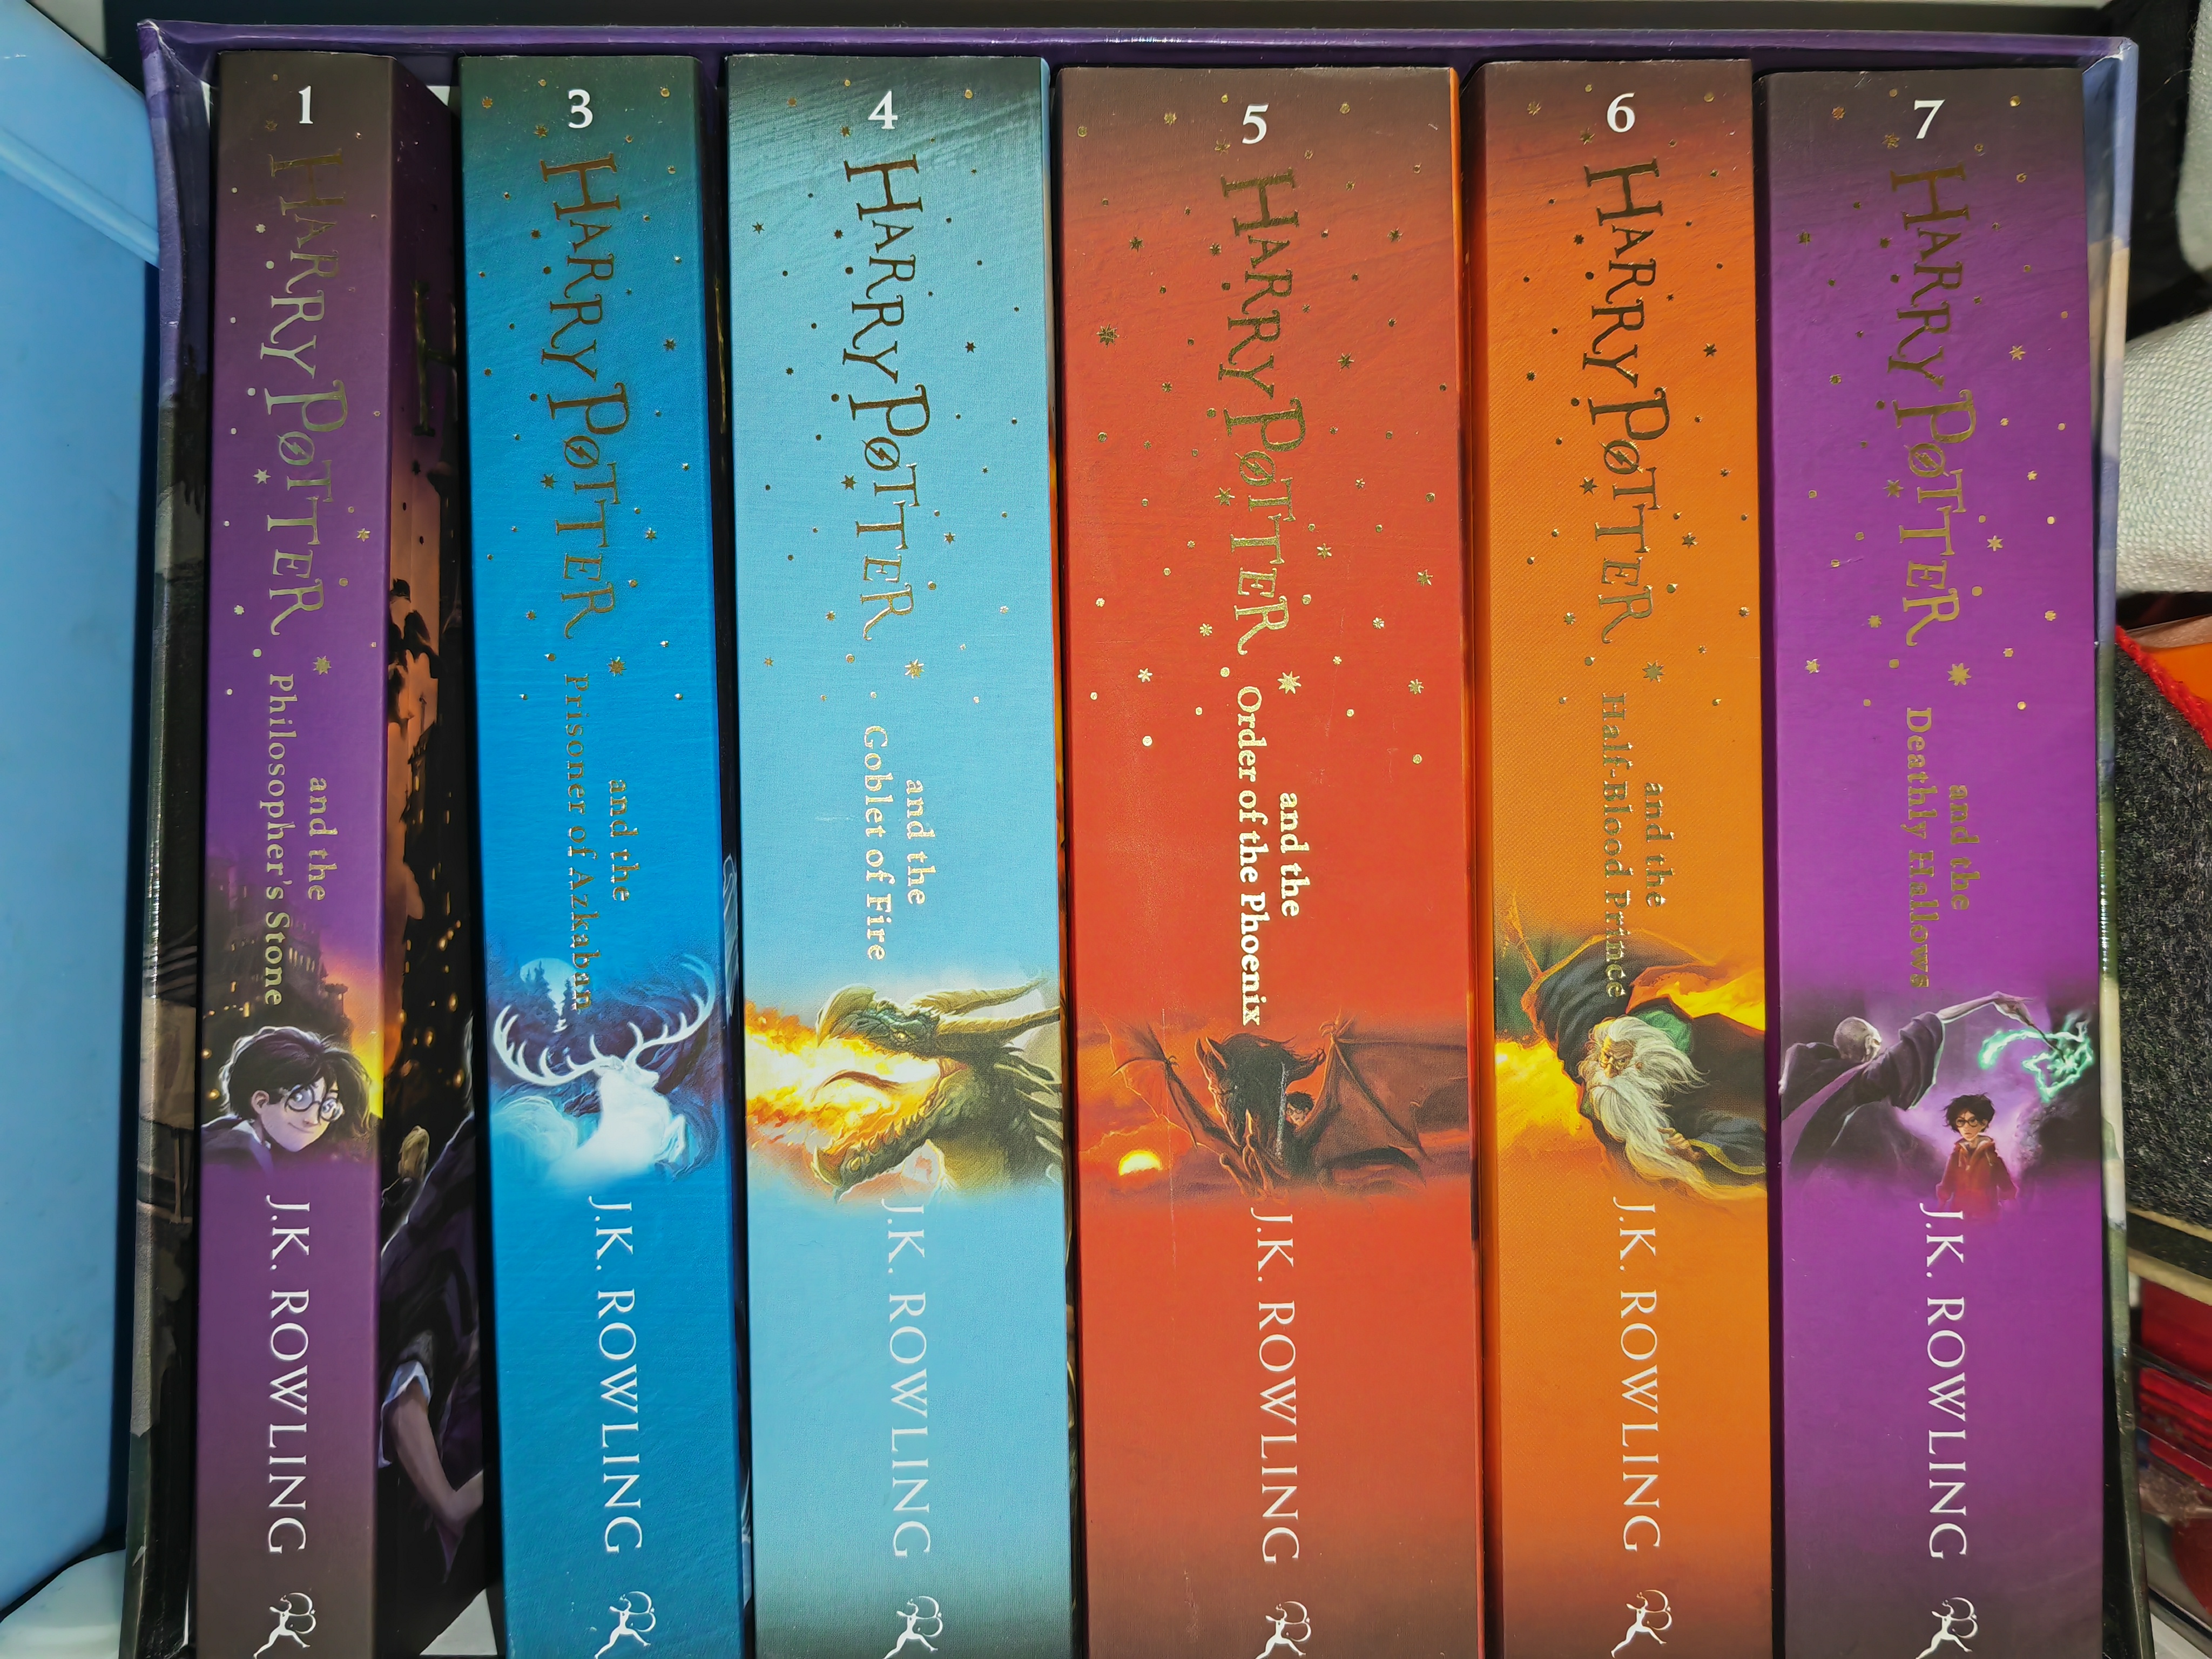 1
HARRY POTTER
and the
Philosopher's Stone
J.K. ROWLING
3
HARRY POTTER
and the
Prisoner of Azkaban
J.K. ROWLING
4
HARRY POTTER
and the
Goblet of Fire
J.K. ROWLING
5
HARRY POTTER
and the
Order of the Phoenix
J.K. ROWLING
6
HARRY POTTER
and the
Half-Blood Prince
J.K. ROWLING
7
HARRY POTTER
and the
Deathly Hallows
J.K. ROWLING